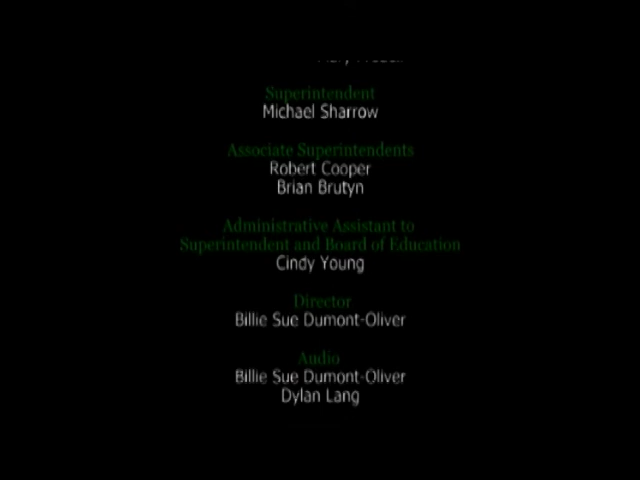 Superintendent
Michael Sharrow
Associate Superintendents
Robert Cooper
Brian Brutyn
Administrative Assistant to
Superintendent and Board of Education
Cindy Young
Director
Billie Sue Dumont-Oliver
Audio
Billie Sue Dumont-Oliver
Dylan Lang